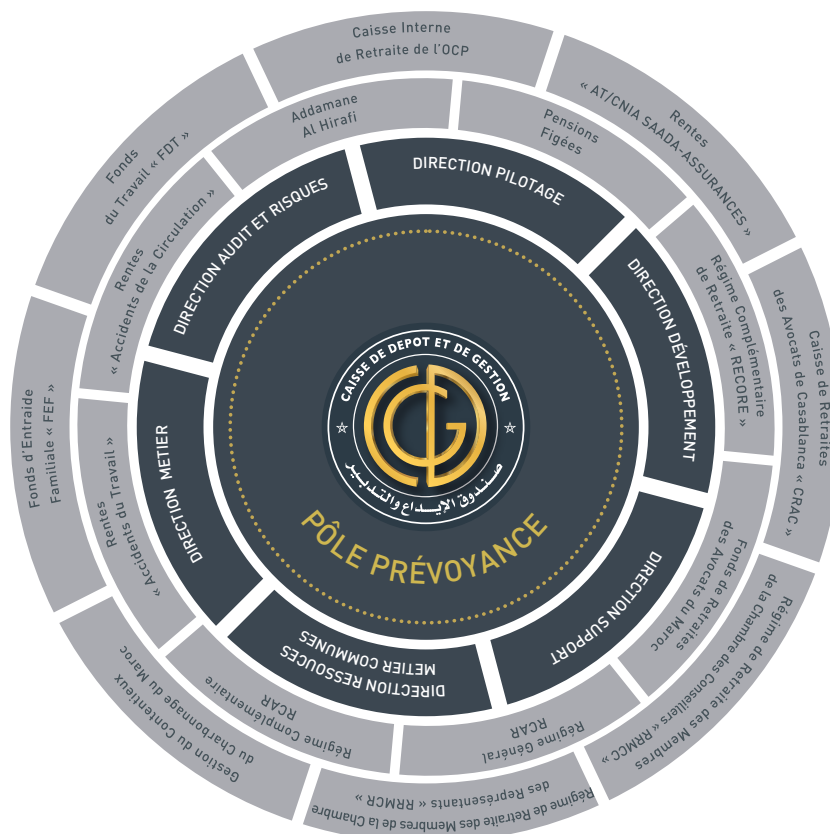 Caisse Interne
de Retraite de l'OCP
Rentes
« AT/CNIA SAADA-ASSURANCES »
Caisse de Retraites
des Avocats de Casablanca « CRAC »
Régime de Retraite des Membres
de la Chambre des Conseillers « RRMCC »
Régime de Retraite des Membres de la Chambre
des Représentants « RRMCR »
Gestion du Contentieux
du Charbonnage du Maroc
Fonds d'Entraide
Familiale « FEF »
Fonds
du Travail « FDT »
Addamane
Al Hirafi
Pensions
Figées
Régime Complémentaire
de Retraite « RECORE »
Fonds de Retraites
des Avocats du Maroc
Régime Général
RCAR
Régime Complémentaire
RCAR
Rentes
« Accidents du Travail »
Rentes
« Accidents de la Circulation »
DIRECTION PILOTAGE
DIRECTION DÉVELOPPEMENT
DIRECTION SUPPORT
DIRECTION RESSOUCES
METIER COMMUNES
DIRECTION METIER
DIRECTION AUDIT ET RISQUES
CAISSE DE DEPOT ET DE GESTION
CDG
صندوق الإيداع والتدبير
PÔLE PRÉVOYANCE